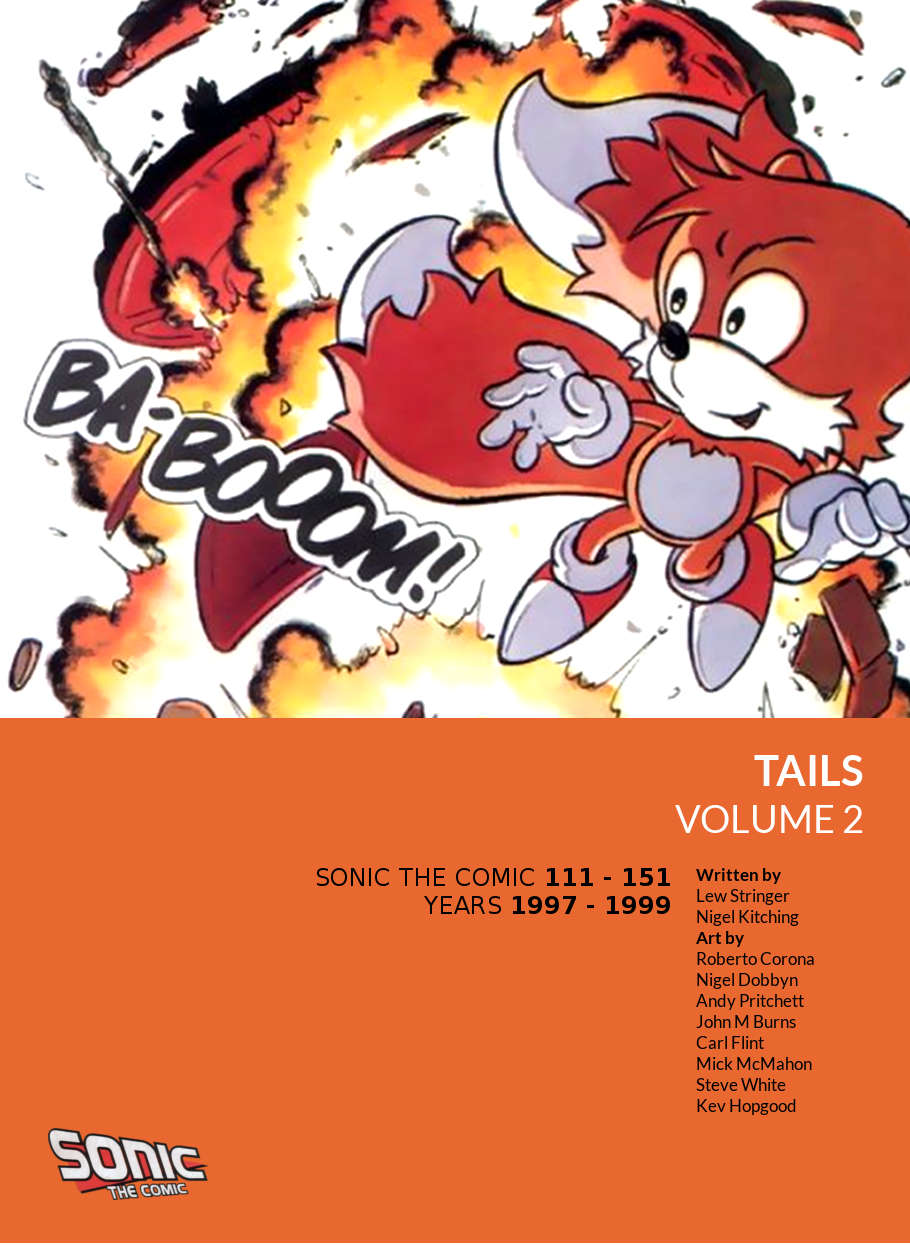 BA-BOOOM!
TAILS
VOLUME 2
SONIC THE COMIC 111 - 151
YEARS 1997 - 1999
Written by
Lew Stringer
Nigel Kitching
Art by
Roberto Corona
Nigel Dobbyn
Andy Pritchett
John M Burns
Carl Flint
Mick McMahon
Steve White
Kev Hopgood
SONIC
THE COMIC